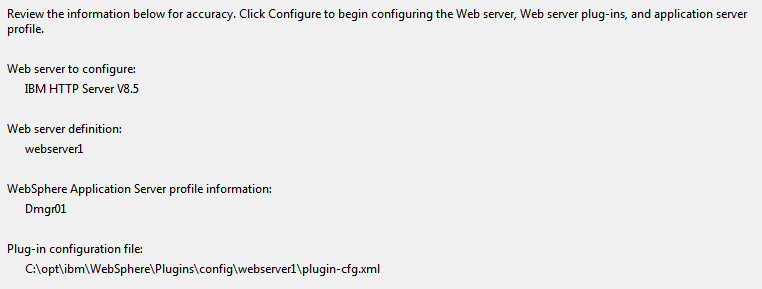 Review the information below for accuracy. Click Configure to begin configuring the Web server, Web server plug-ins, and application server
profile.
Web server to configure:
IBM HTTP Server V8.5
Web server definition:
webserver1
WebSphere Application Server profile information:
Dmgr01
Plug-in configuration file:
C:\opt\ibm\WebSphere\Plugins\config\webserver1\plugin-cfg.xml